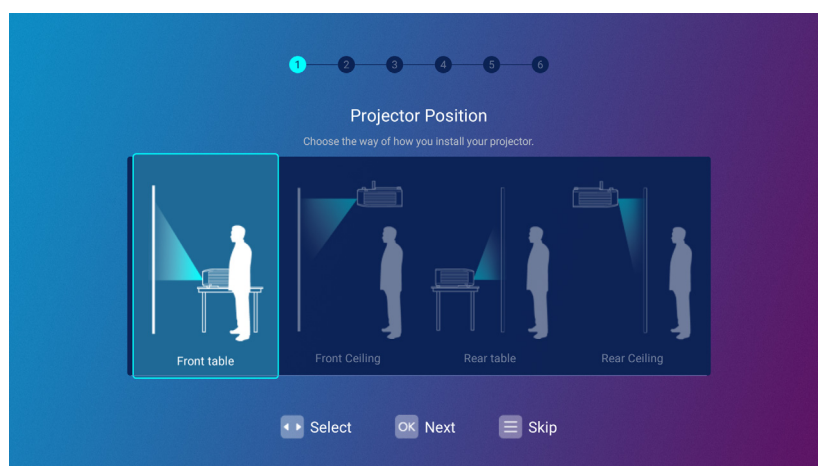 1 2 3 4 5 6
Projector Position
Choose the way of how you install your projector.
Front table Front Ceiling Rear table Rear Ceiling
Select OK Next Skip